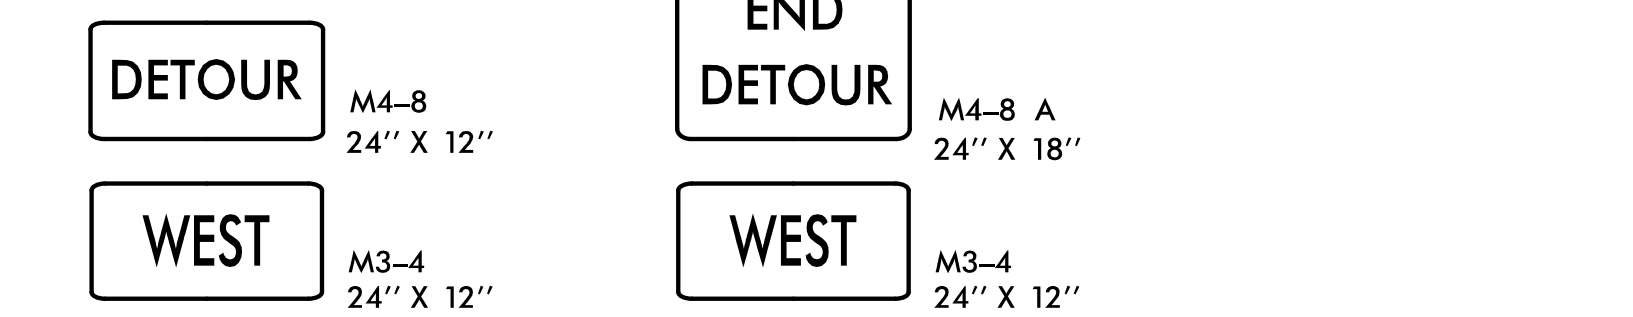 DETOUR
M4–8
24’’ X 12’’
END
DETOUR
M4–8 A
24’’ X 18’’
WEST
M3–4
24’’ X 12’’
WEST
M3–4
24’’ X 12’’